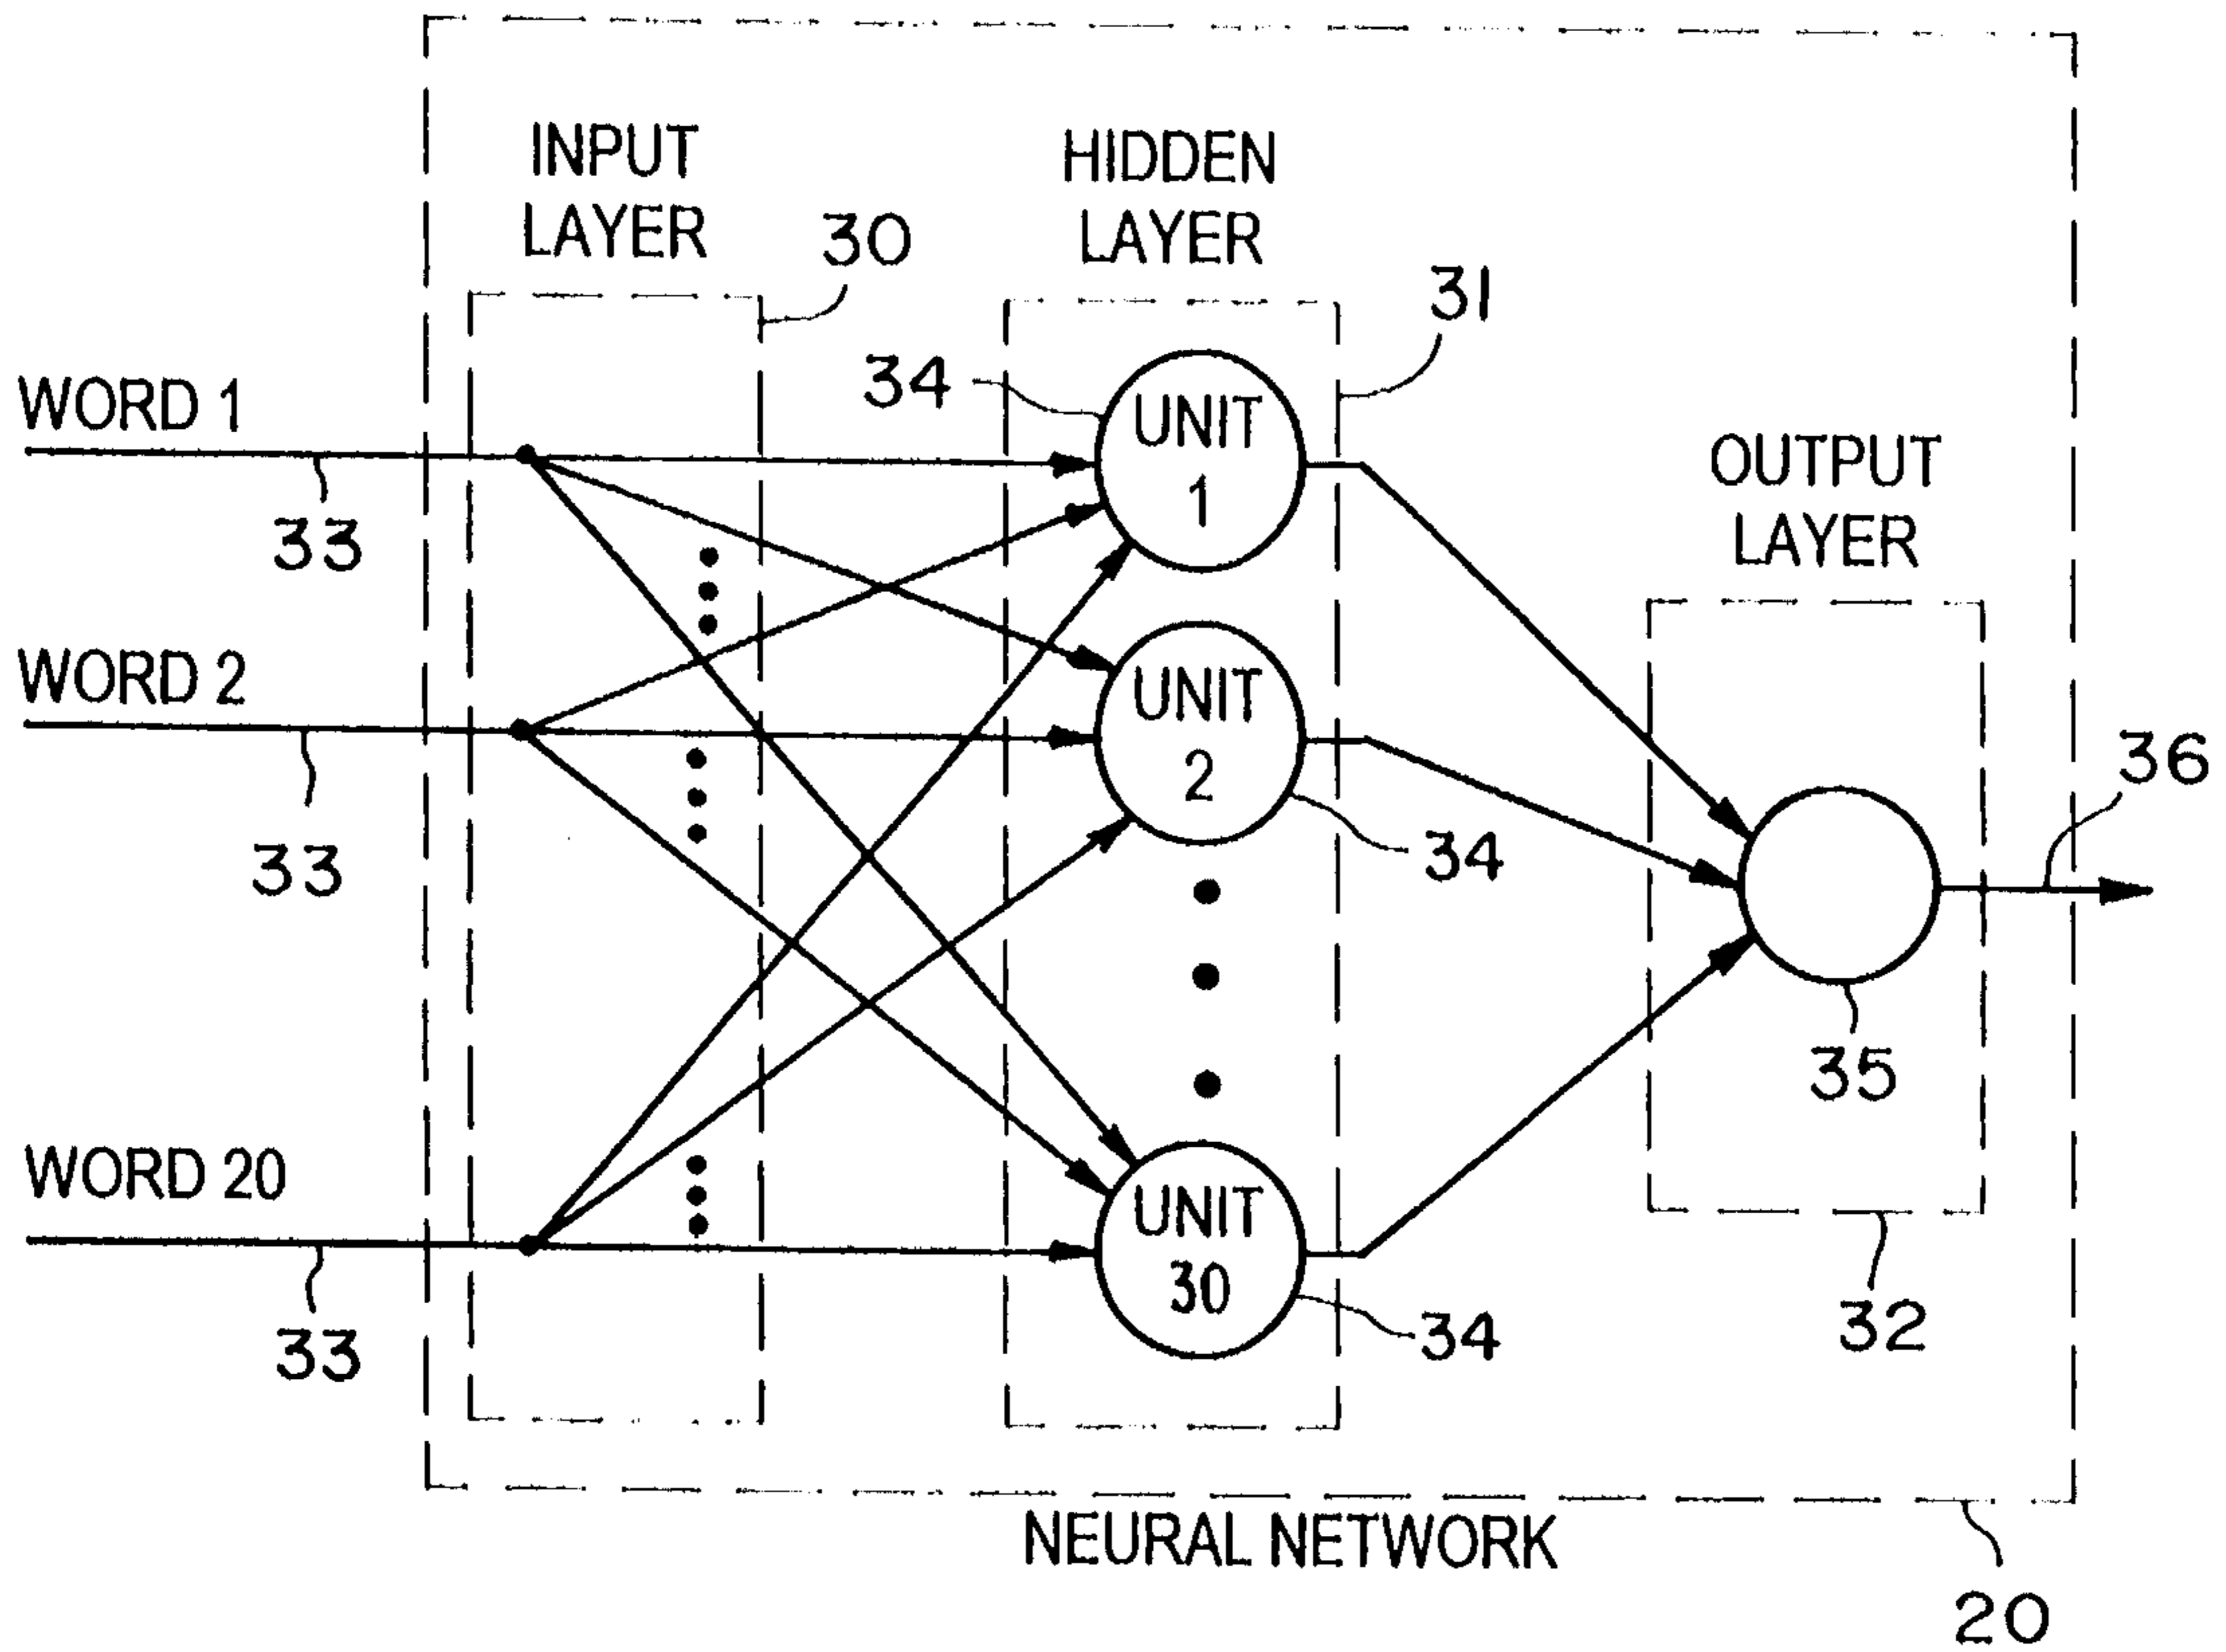 INPUT
LAYER
30
HIDDEN
LAYER
31
WORD 1
33
34
UNIT
1
OUTPUT
LAYER
WORD 2
33
UNIT
2
34
36
35
WORD 20
33
UNIT
30
34
32
NEURAL NETWORK
20